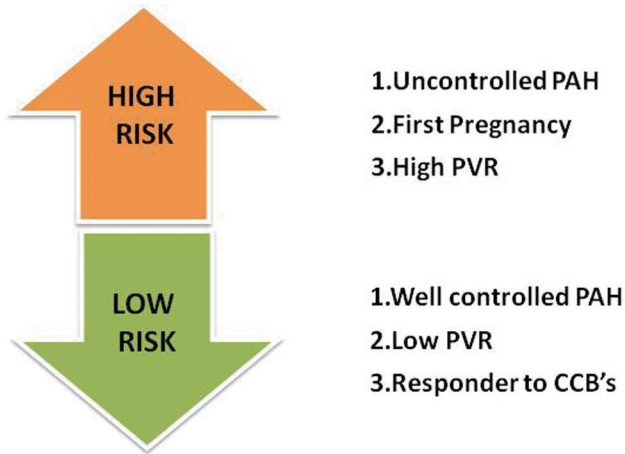 HIGH
RISK
1.Uncontrolled PAH
2.First Pregnancy
3.High PVR
LOW
RISK
1.Well controlled PAH
2.Low PVR
3.Responder to CCB's